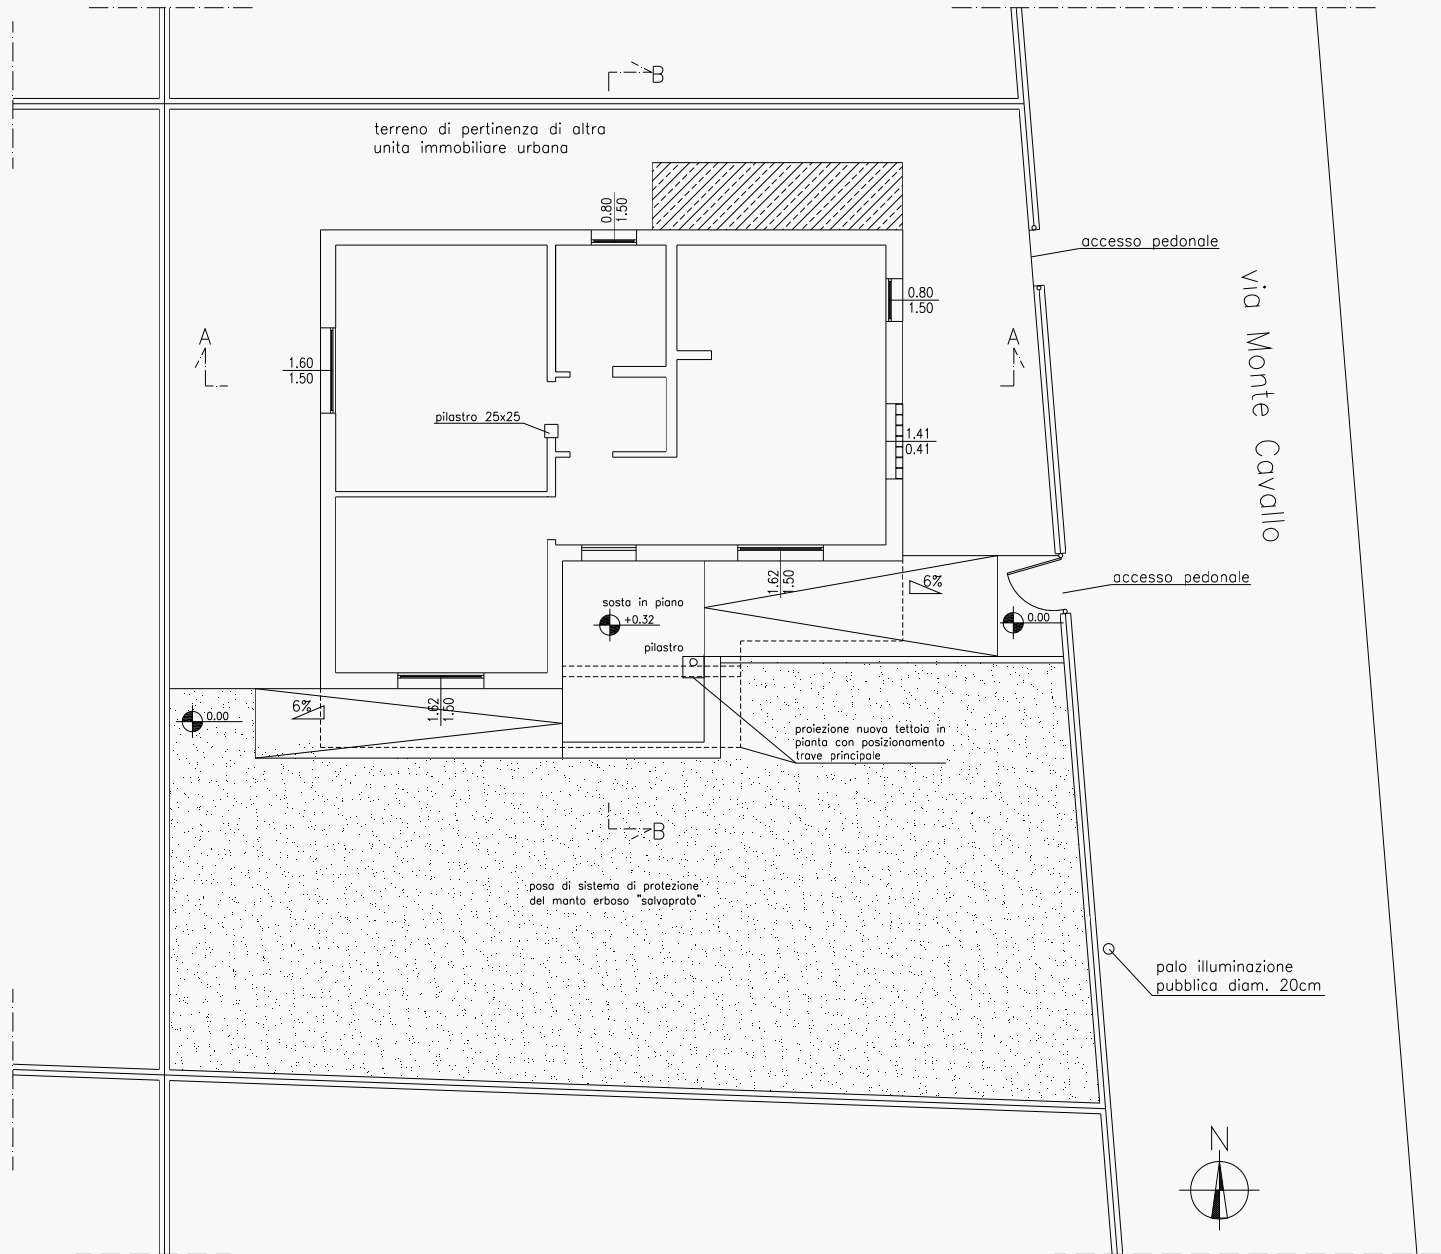 B
terreno di pertinenza di altra
unita immobiliare urbana
0.80
1.50
accesso pedonale
via Monte Cavallo
0.80
1.50
A
A
1.60
1.50
pilastro 25x25
1.41
0.41
1.62
1.50
6%
accesso pedonale
sosta in piano
+0.32
0.00
pilastro
6%
0.00
1.62
1.50
proiezione nuova tettoia in
pianta con posizionamento
trave principale
B
posa di sistema di protezione
del manto erboso "salvaprato"
palo illuminazione
pubblica diam. 20cm
N